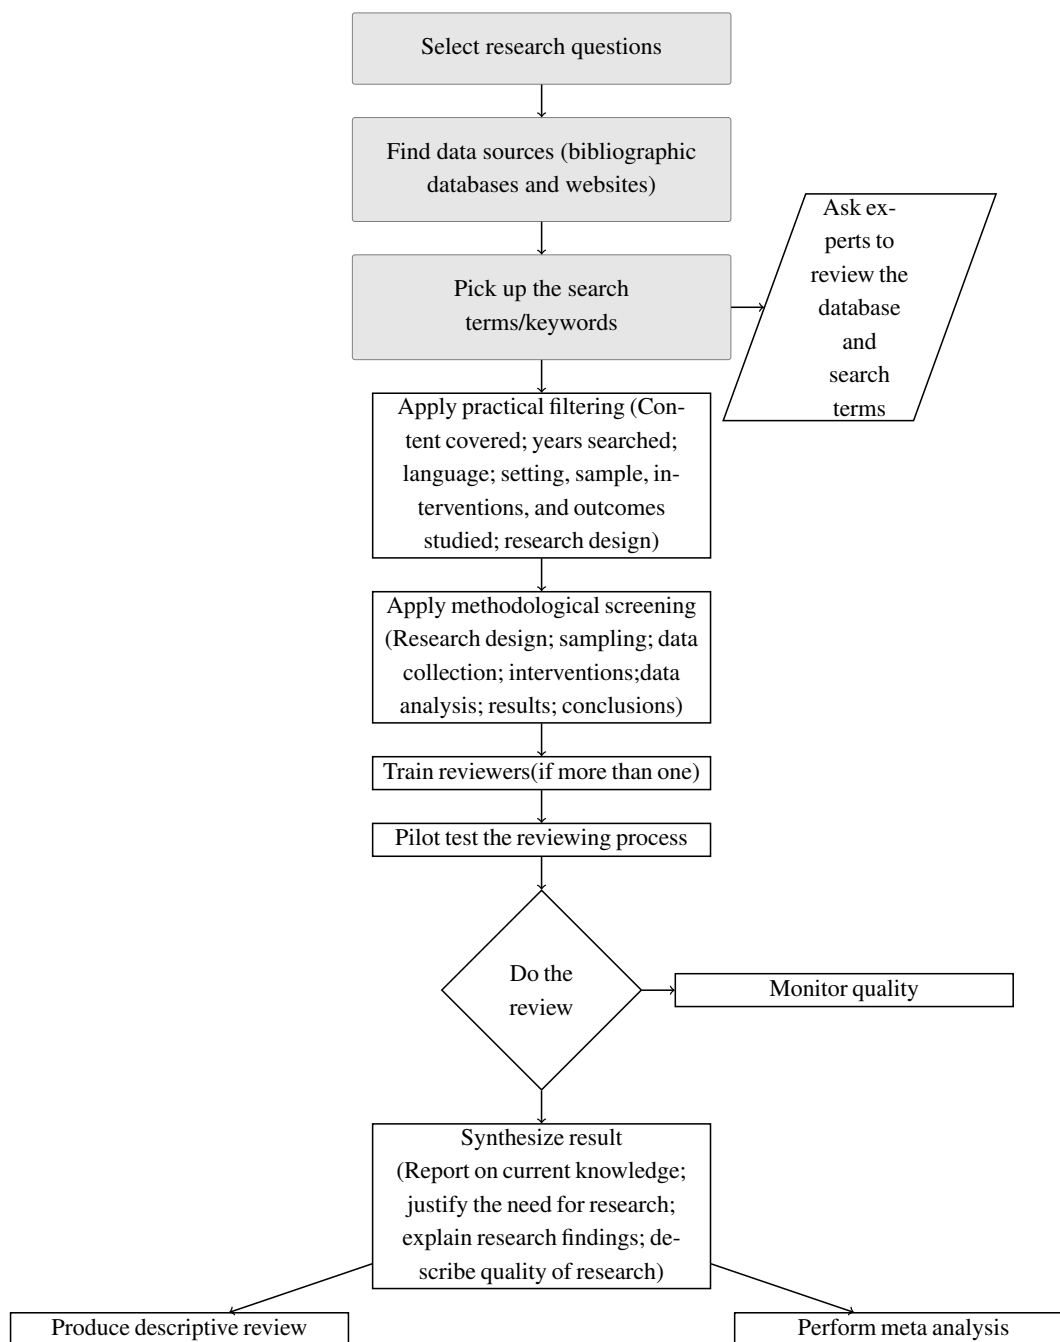 Select research questions
Find data sources (bibliographic
databases and websites)
Pick up the search
terms/keywords
Ask ex-
perts to
review the
database
and
search
terms
Apply practical filtering (Con-
tent covered; years searched;
language; setting, sample, in-
terventions, and outcomes
studied; research design)
Apply methodological screening
(Research design; sampling; data
collection; interventions;data
analysis; results; conclusions)
Train reviewers(if more than one)
Pilot test the reviewing process
Do the
review
Monitor quality
Synthesize result
(Report on current knowledge;
justify the need for research;
explain research findings; de-
scribe quality of research)
Produce descriptive review
Perform meta analysis